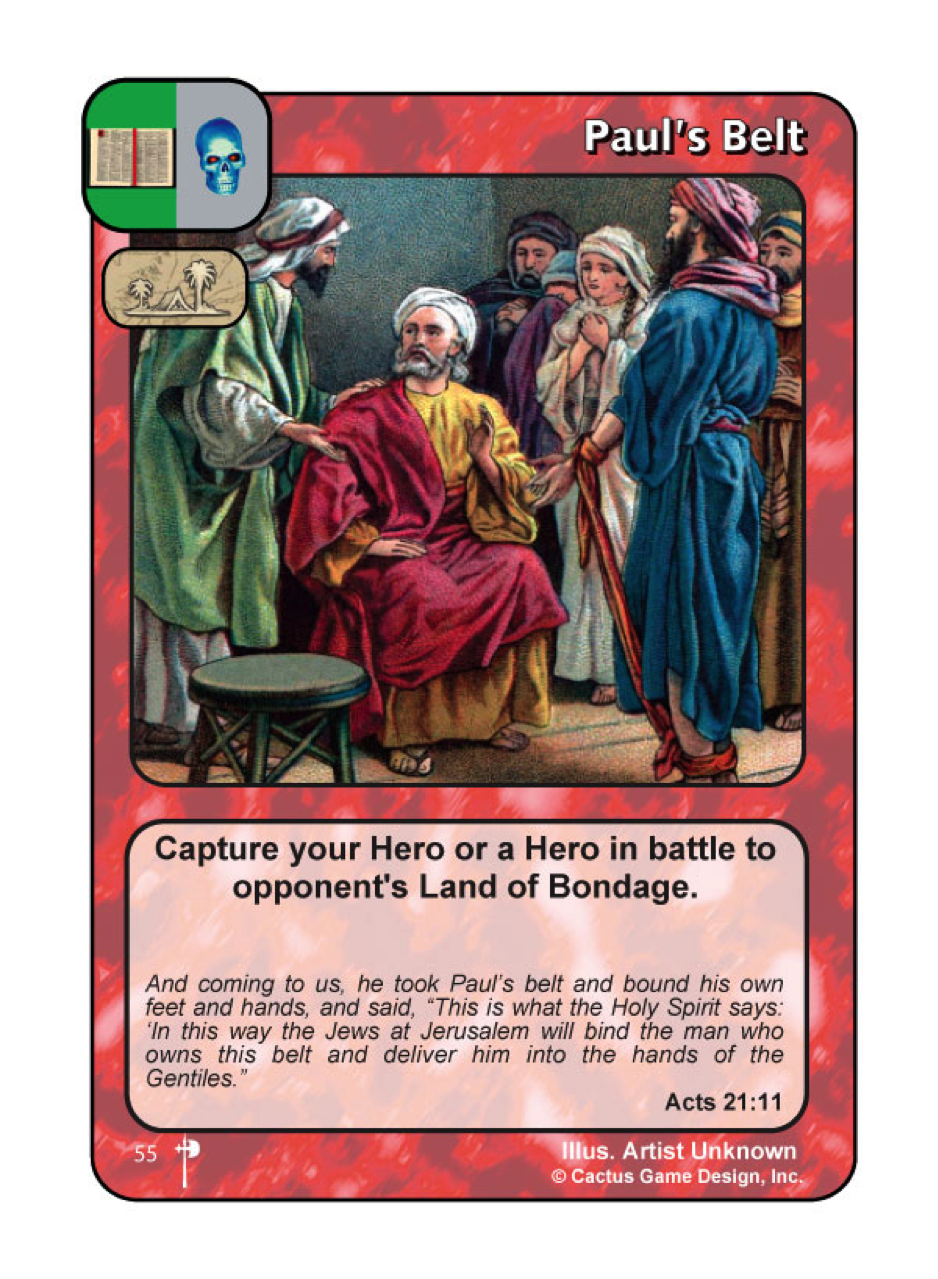 Paul's Belt
Capture your Hero or a Hero in battle to
opponent's Land of Bondage.
And coming to us, he took Paul's belt and bound his own
feet and hands, and said, “This is what the Holy Spirit says:
‘In this way the Jews at Jerusalem will bind the man who
owns this belt and deliver him into the hands of the
Gentiles.”
Acts 21:11
55
Illus. Artist Unknown
© Cactus Game Design, Inc.